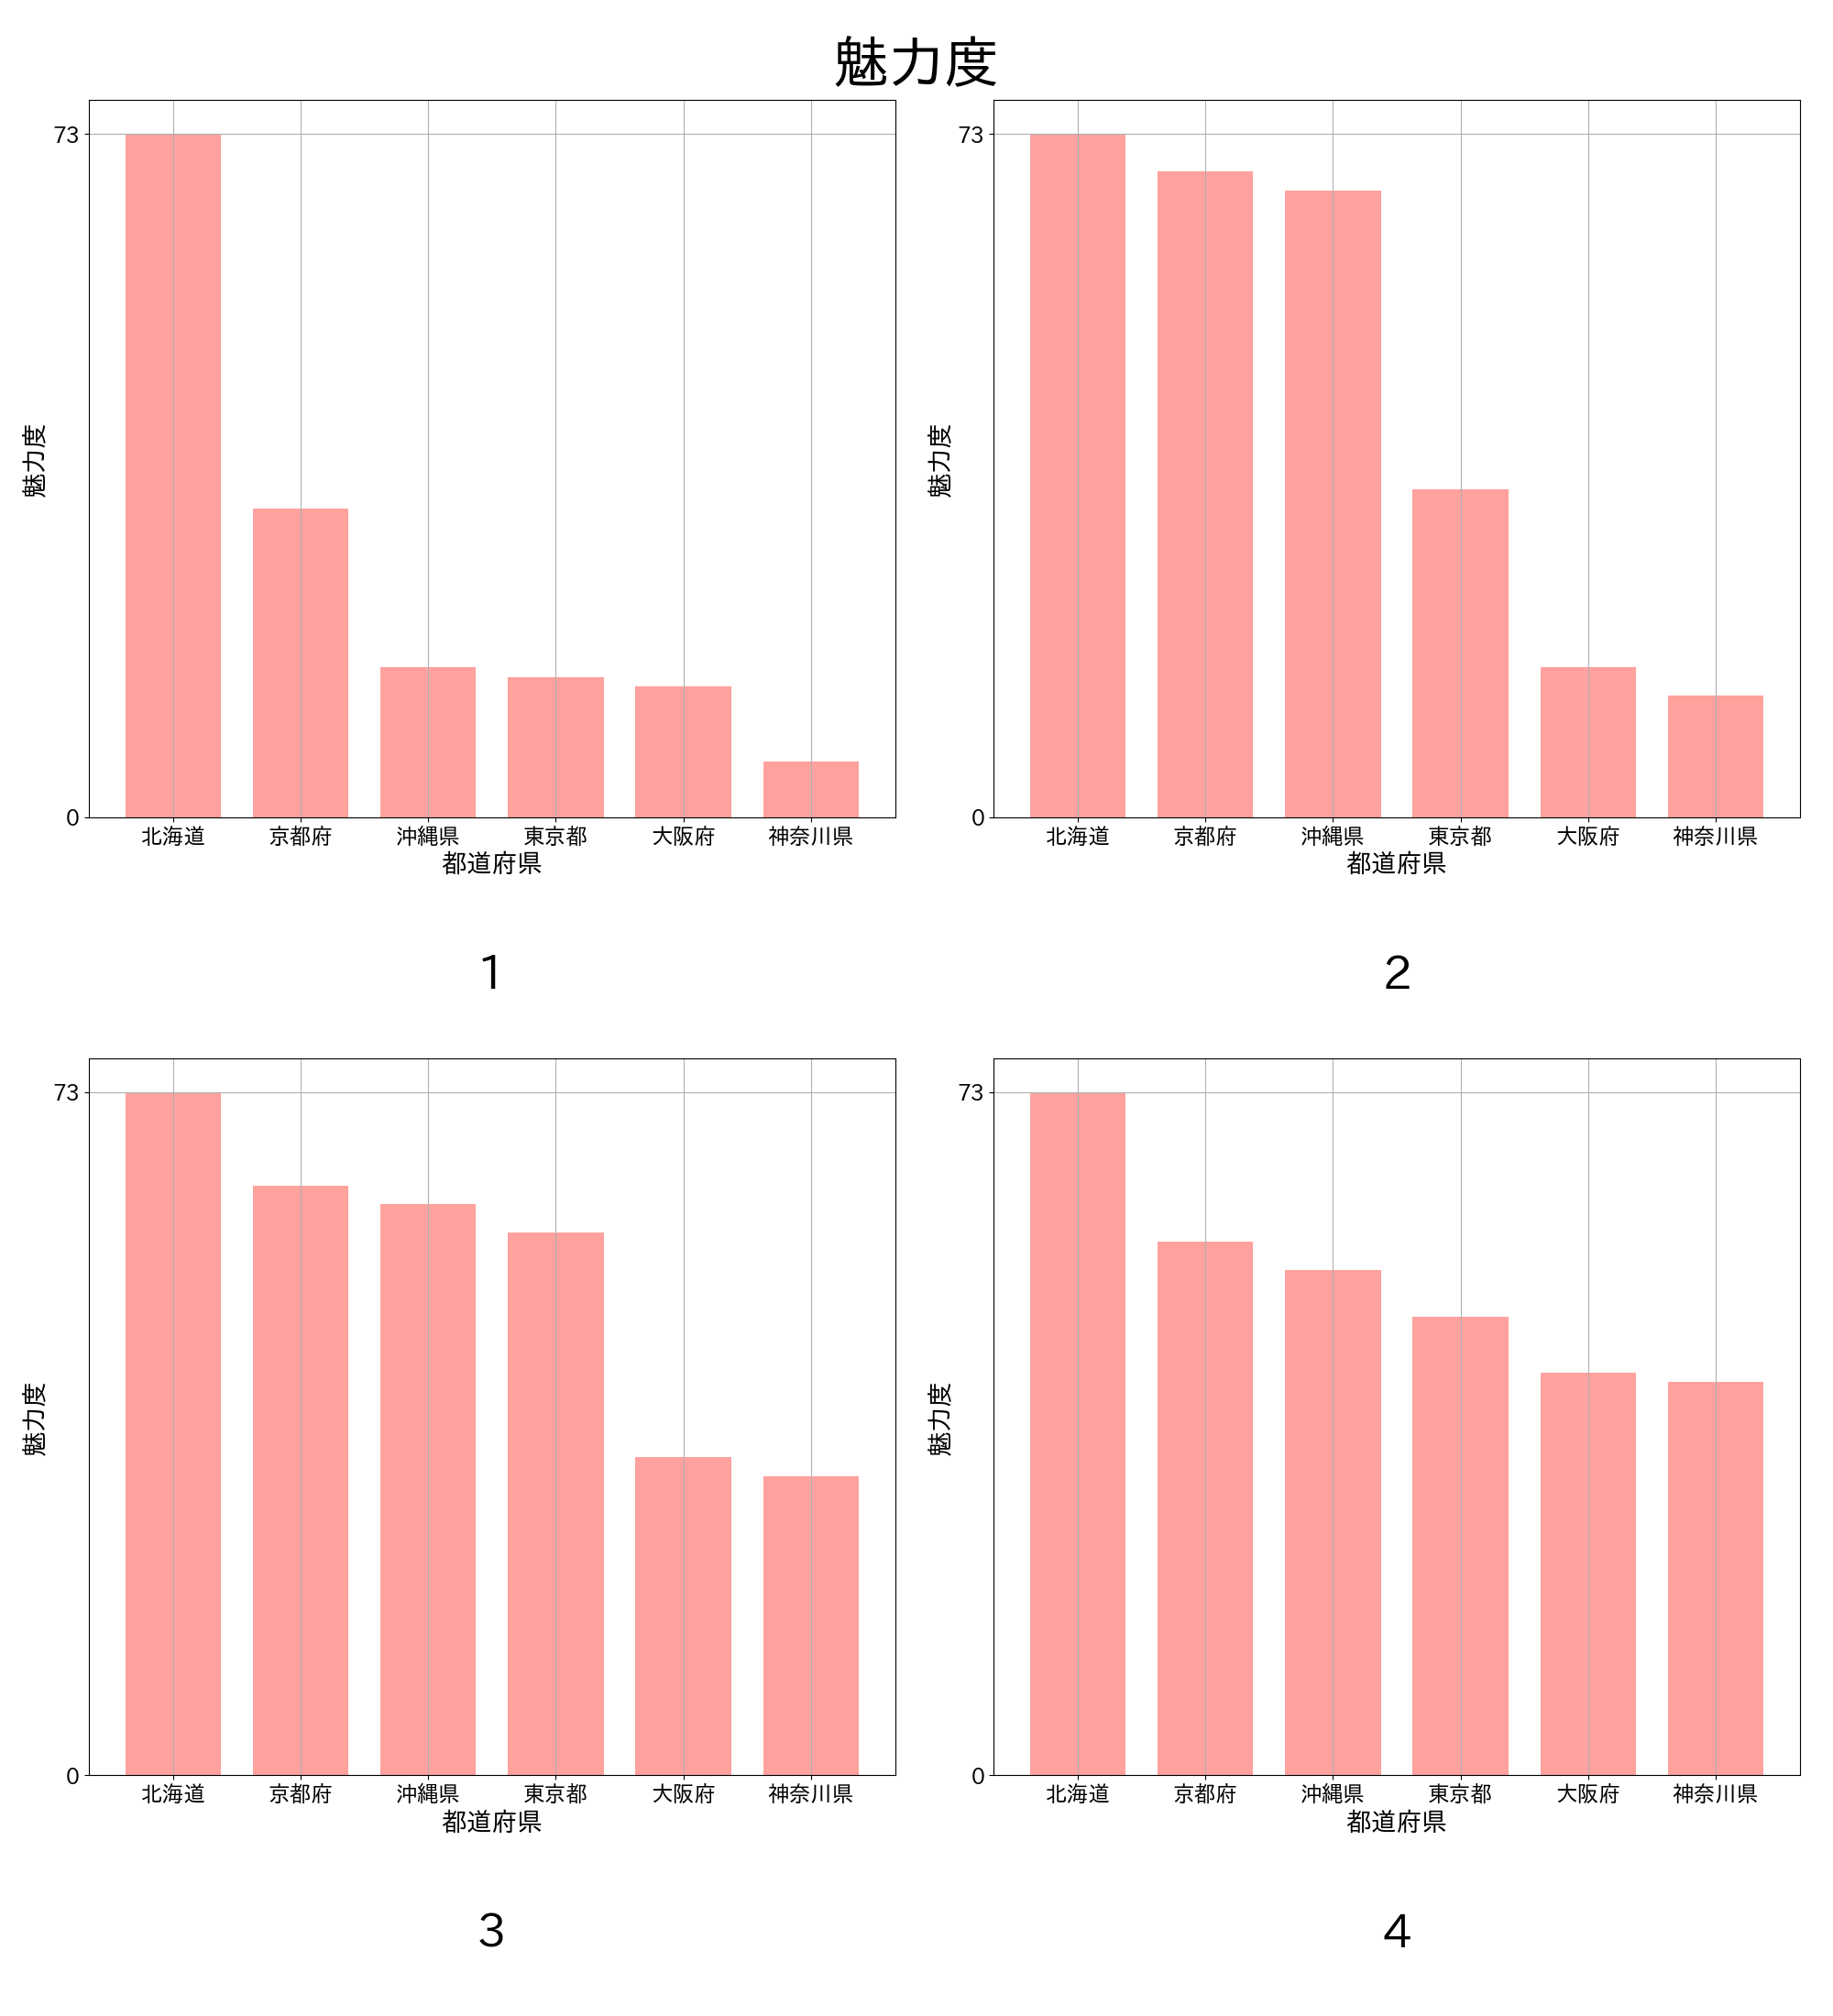 魅力度
73
0
魅力度
北海道 京都府 沖縄県 東京都 大阪府 神奈川県
都道府県
1
73
0
魅力度
北海道 京都府 沖縄県 東京都 大阪府 神奈川県
都道府県
2
73
0
魅力度
北海道 京都府 沖縄県 東京都 大阪府 神奈川県
都道府県
3
73
0
魅力度
北海道 京都府 沖縄県 東京都 大阪府 神奈川県
都道府県
4